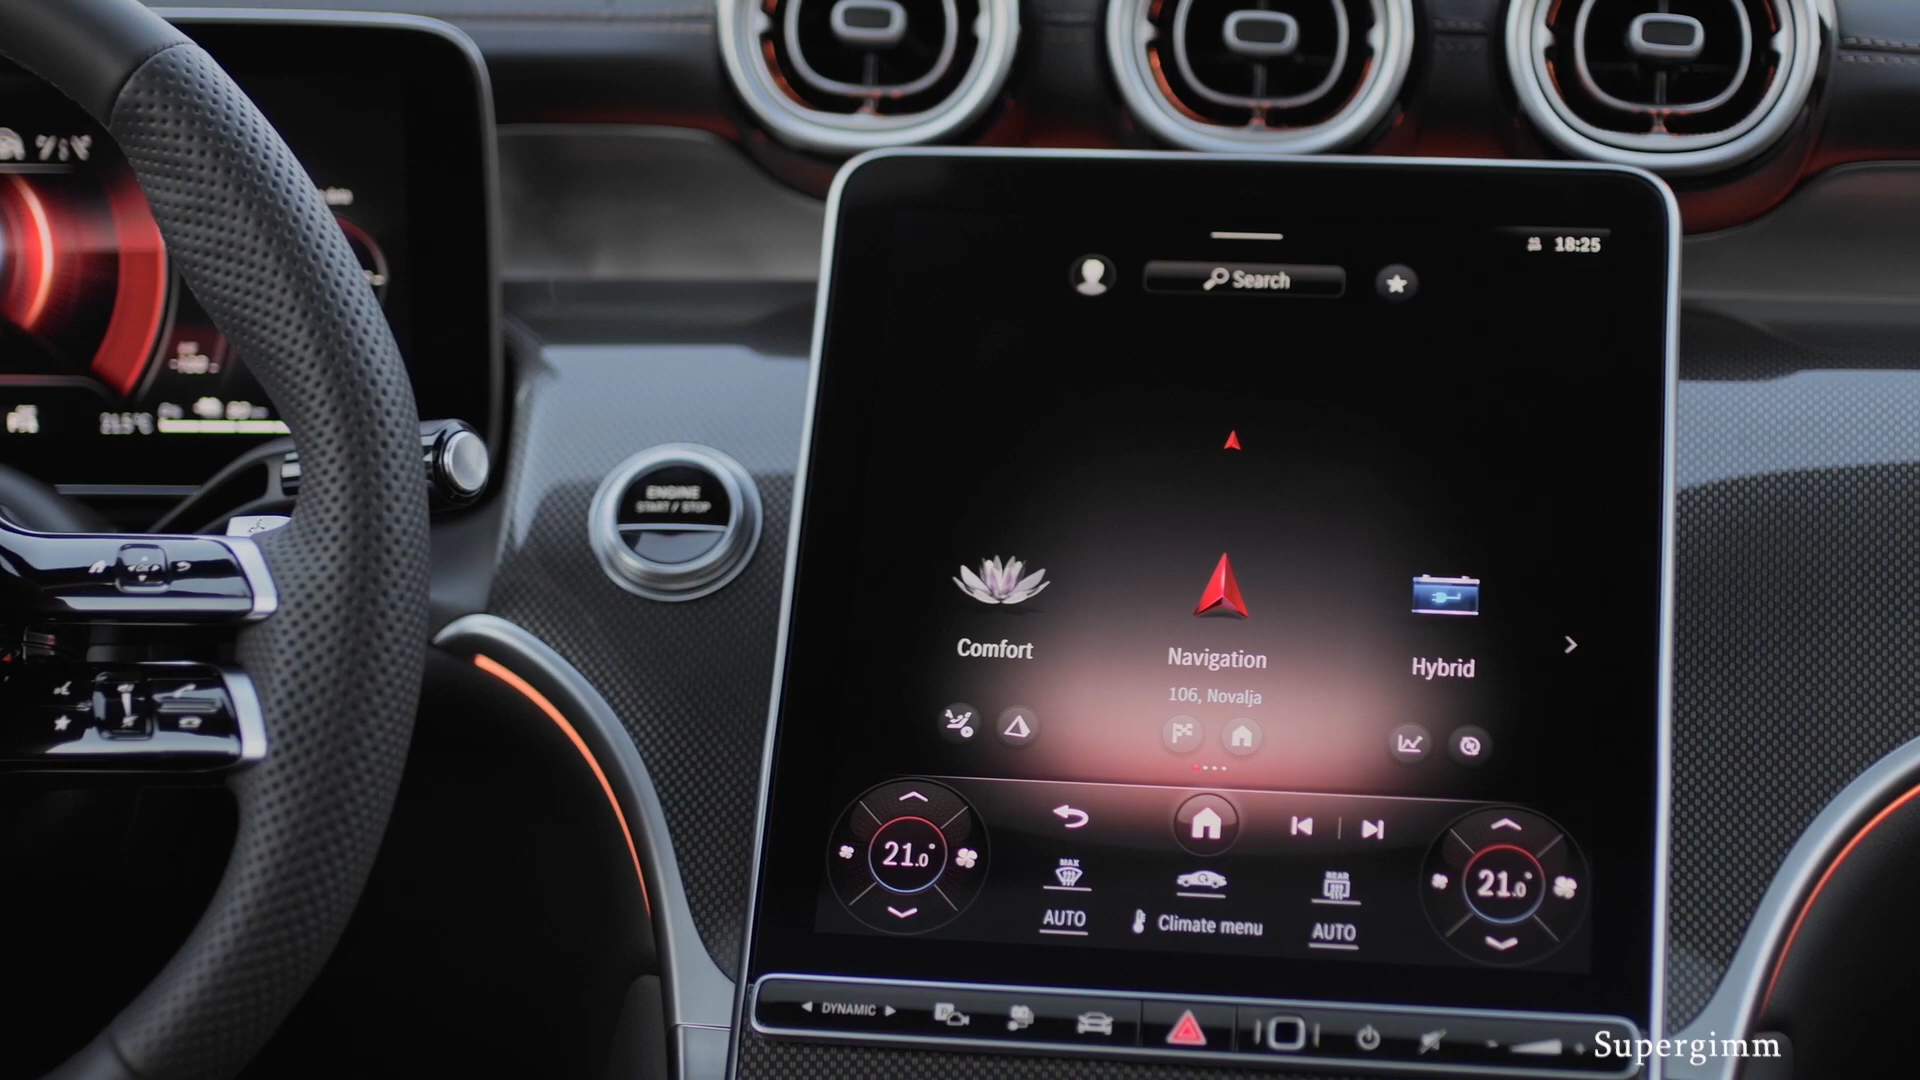 18:25
Search
ENGINE
START / STOP
Comfort
Navigation
Hybrid
106, Novalja
21.0°
21.0°
MAX
REAR
AUTO
Climate menu
AUTO
DYNAMIC
Supergimm